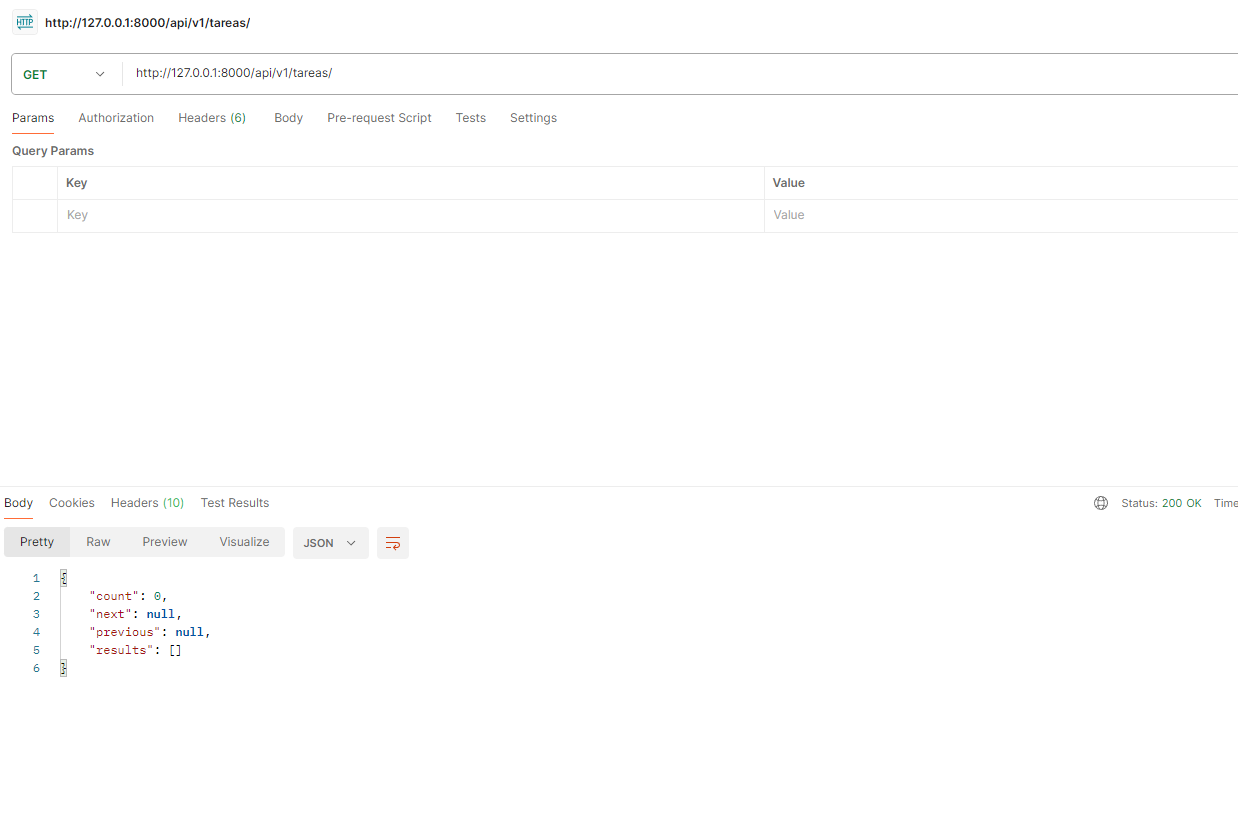 HTTP http://127.0.0.1:8000/api/v1/tareas/
GET http://127.0.0.1:8000/api/v1/tareas/
Params Authorization Headers (6) Body Pre-request Script Tests Settings
Query Params
Key Value
Key Value
Body Cookies Headers (10) Test Results Status: 200 OK Time
Pretty Raw Preview Visualize JSON
1 {
2 "count": 0,
3 "next": null,
4 "previous": null,
5 "results": []
6 }